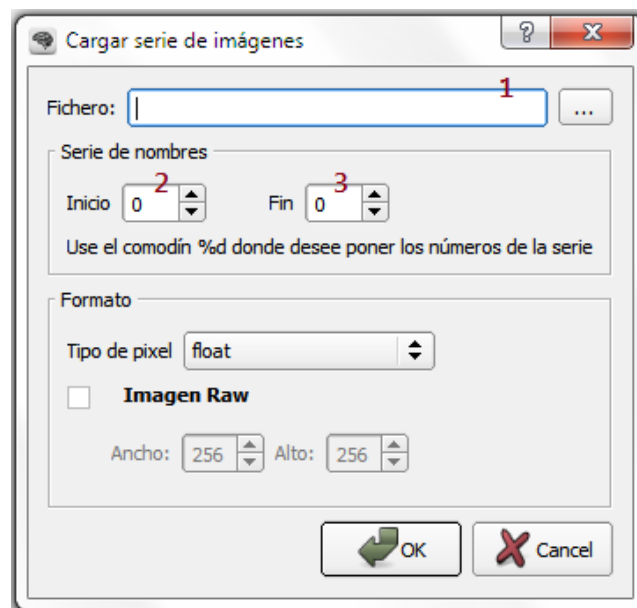 Cargar serie de imágenes
1
Fichero: ...
Serie de nombres
2 3
Inicio 0 Fin 0
Use el comodín %d donde desee poner los números de la serie
Formato
Tipo de pixel float
Imagen Raw
Ancho: 256 Alto: 256
OK Cancel